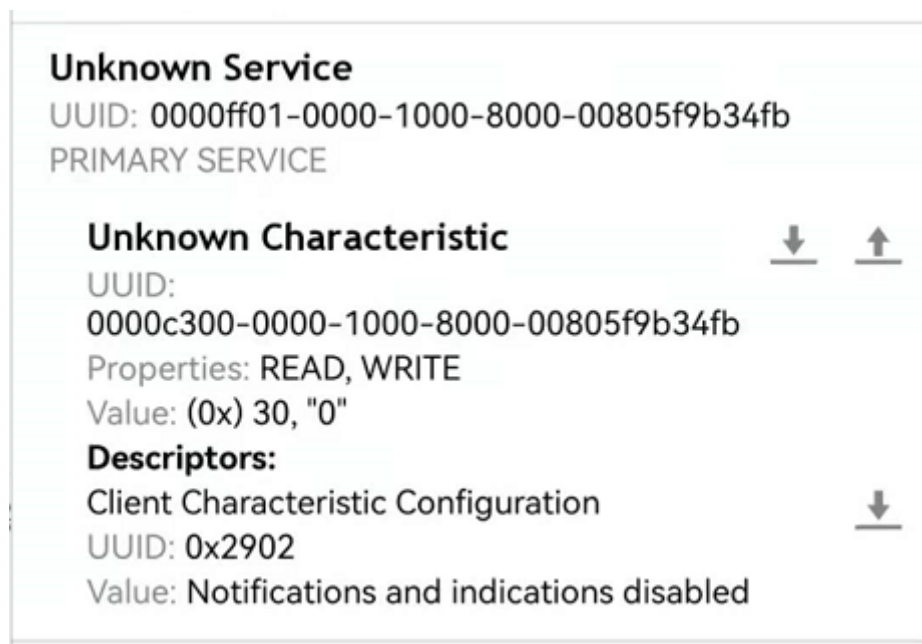 Unknown Service
UUID: 0000ff01-0000-1000-8000-00805f9b34fb
PRIMARY SERVICE
Unknown Characteristic
UUID:
0000c300-0000-1000-8000-00805f9b34fb
Properties: READ, WRITE
Value: (0x) 30, "0"
Descriptors:
Client Characteristic Configuration
UUID: 0x2902
Value: Notifications and indications disabled